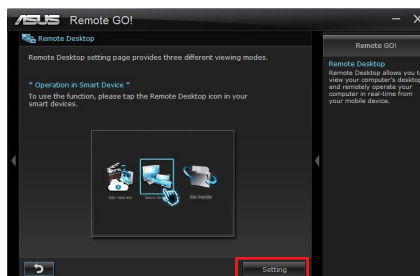 ASUS Remote GO!
Remote Desktop
Remote Desktop setting page provides three different viewing modes.
* Operation in Smart Device *
To use the function, please tap the Remote Desktop icon in your
smart devices.
File Transfer
Setting
Remote GO!
Remote Desktop
Remote Desktop allows you to
view your computer's desktop
and remotely operate your
computer in real-time from
your mobile device.